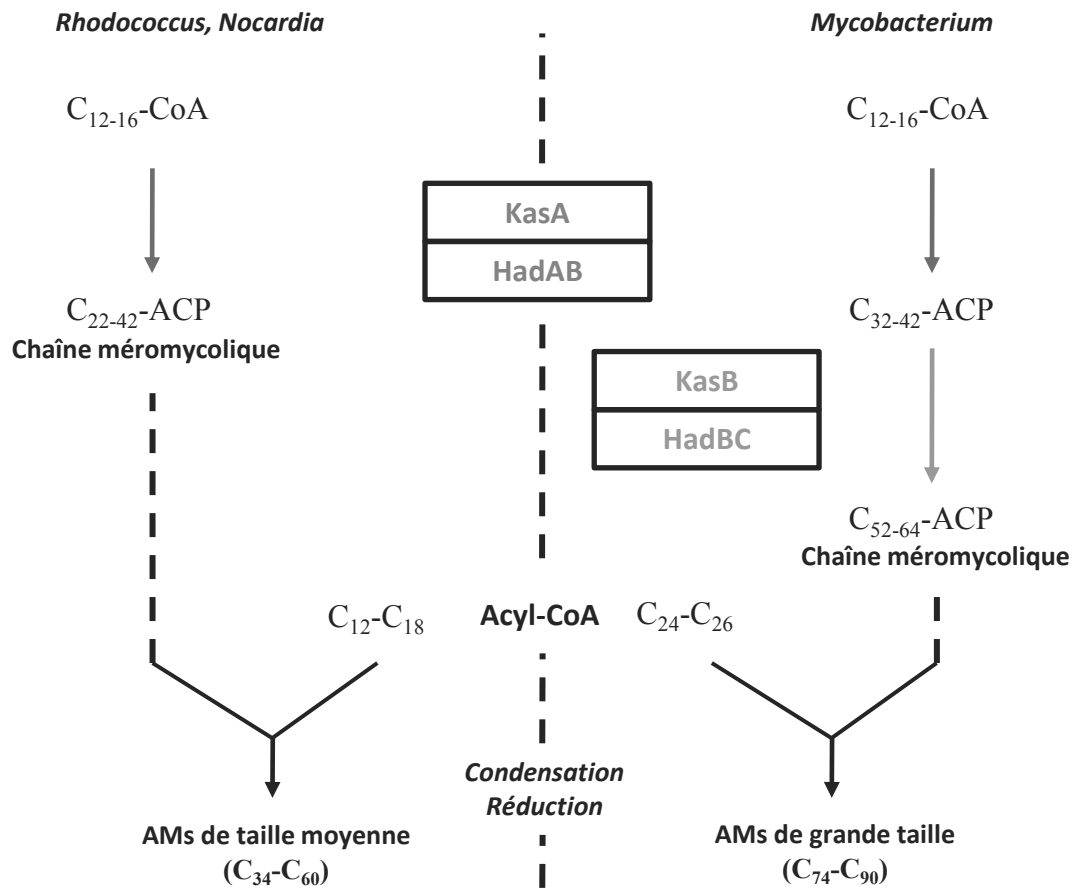 Rhodococcus, Nocardia
Mycobacterium
C12-16-CoA
C12-16-CoA
KasA
HadAB
C22-42-ACP
Chaîne méromycolique
C32-42-ACP
KasB
HadBC
C52-64-ACP
Chaîne méromycolique
C12-C18
Acyl-CoA
C24-C26
Condensation
Réduction
AMs de taille moyenne
(C34-C60)
AMs de grande taille
(C74-C90)